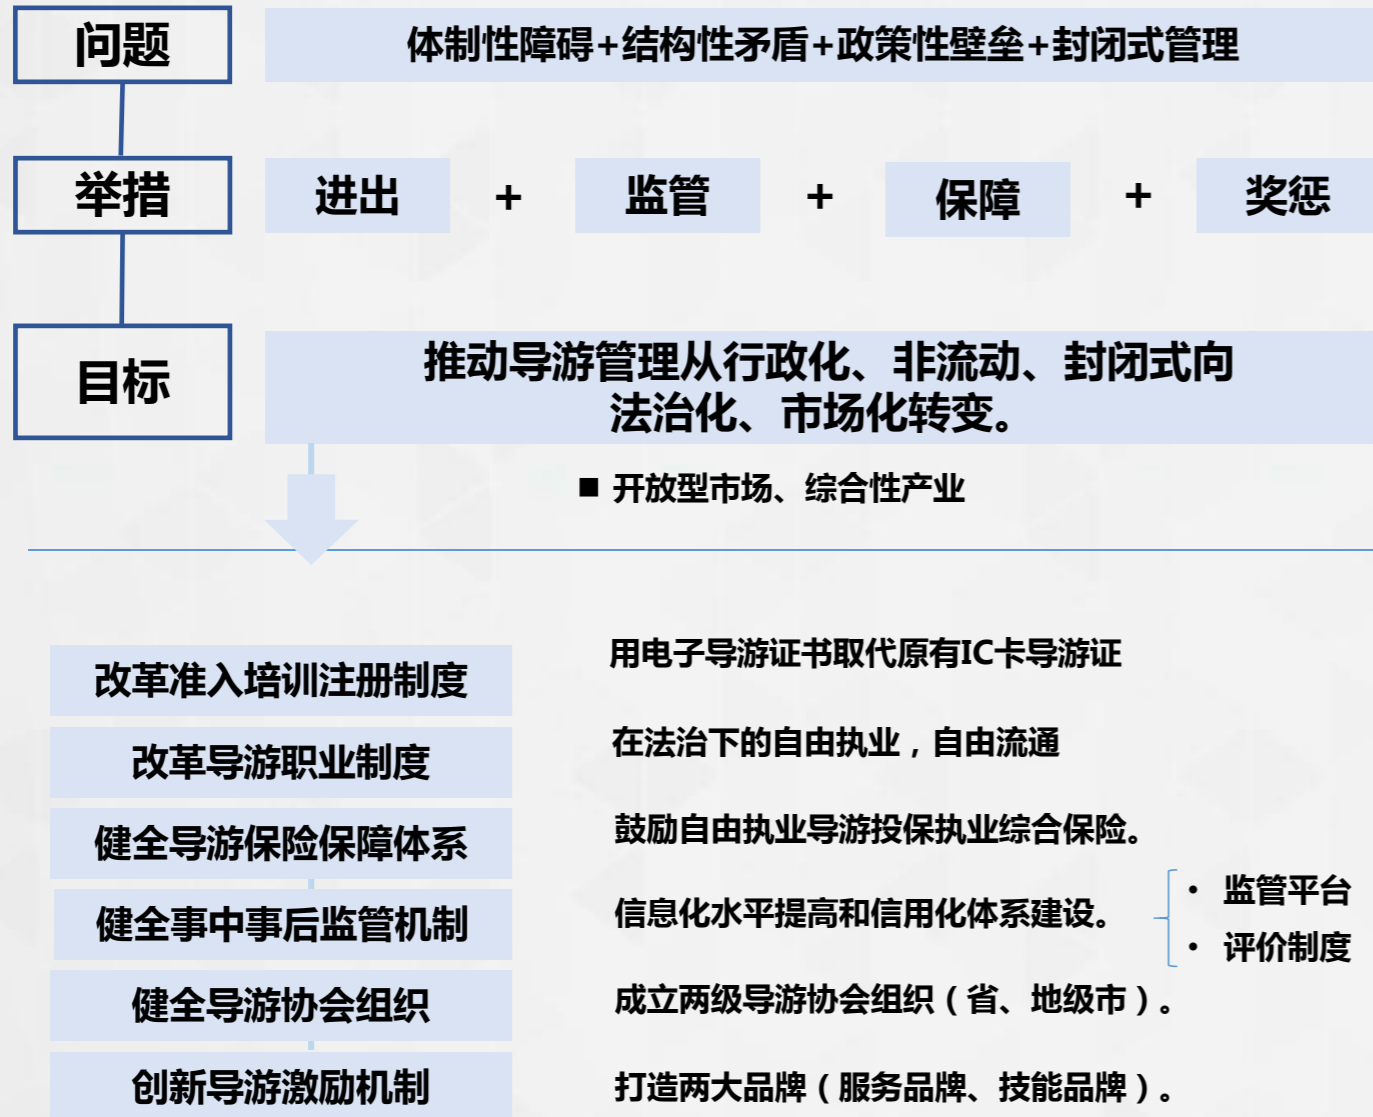 问题
体制性障碍+结构性矛盾+政策性壁垒+封闭式管理
举措
进出 + 监管 + 保障 + 奖惩
目标
推动导游管理从行政化、非流动、封闭式向
法治化、市场化转变。
■ 开放型市场、综合性产业
改革准入培训注册制度
用电子导游证书取代原有IC卡导游证
改革导游职业制度
在法治下的自由执业，自由流通
健全导游保险保障体系
鼓励自由执业导游投保执业综合保险。
健全事中事后监管机制
信息化水平提高和信用化体系建设。
• 监管平台
• 评价制度
健全导游协会组织
成立两级导游协会组织（省、地级市）。
创新导游激励机制
打造两大品牌（服务品牌、技能品牌）。